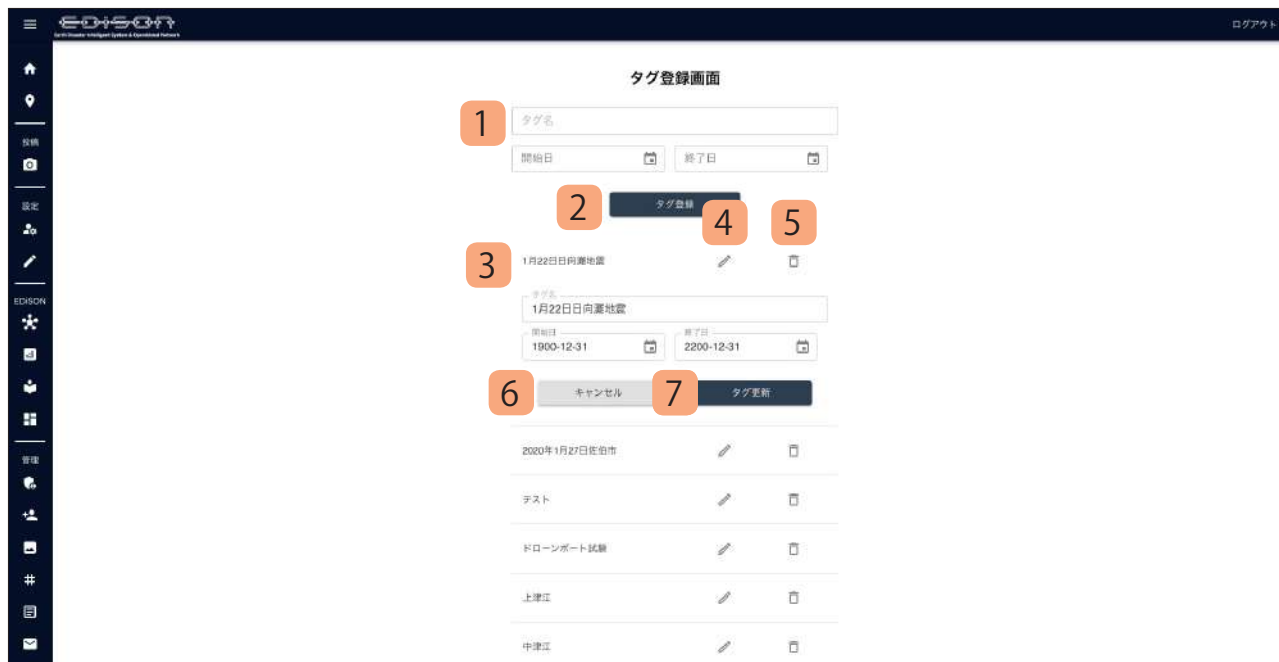 EDiSON
Earth Disaster Intelligent System & Operational Network
ログアウト
タグ登録画面
1
タグ名
開始日
終了日
2
タグ登録
4
5
3
1月22日日向灘地震
タグ名
1月22日日向灘地震
開始日
1900-12-31
終了日
2200-12-31
6
キャンセル
7
タグ更新
2020年1月27日佐伯市
テスト
ドローンポート試験
上津江
中津江
投稿
設定
EDISON
管理